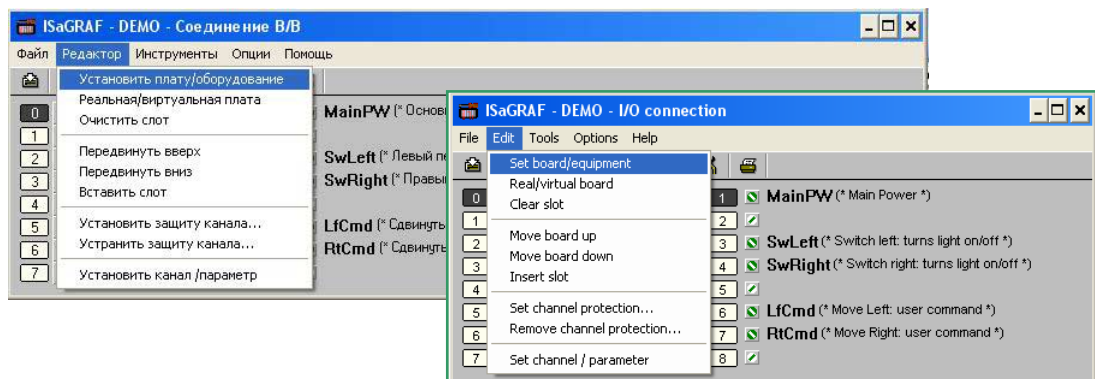 ISaGRAF - DEMO - Соединение В/В
Файл Редактор Инструменты Опции Помощь
Установить плату/оборудование
Реальная/виртуальная плата
Очистить слот
Передвинуть вверх
Передвинуть вниз
Вставить слот
Установить защиту канала...
Устранить защиту канала...
Установить канал /параметр
0
1
2
3
4
5
6
7
MainPW (* Основ
SwLeft (* Левый пе
SwRight (* Правы
LfCmd (* Сдвинуть
RtCmd (* Сдвинуть
ISaGRAF - DEMO - I/O connection
File Edit Tools Options Help
Set board/equipment
Real/virtual board
Clear slot
Move board up
Move board down
Insert slot
Set channel protection...
Remove channel protection...
Set channel / parameter
0
1
2
3
4
5
6
7
1 MainPW (* Main Power *)
2
3 SwLeft (* Switch left: turns light on/off *)
4 SwRight (* Switch right: turns light on/off *)
5
6 LfCmd (* Move Left: user command *)
7 RtCmd (* Move Right: user command *)
8